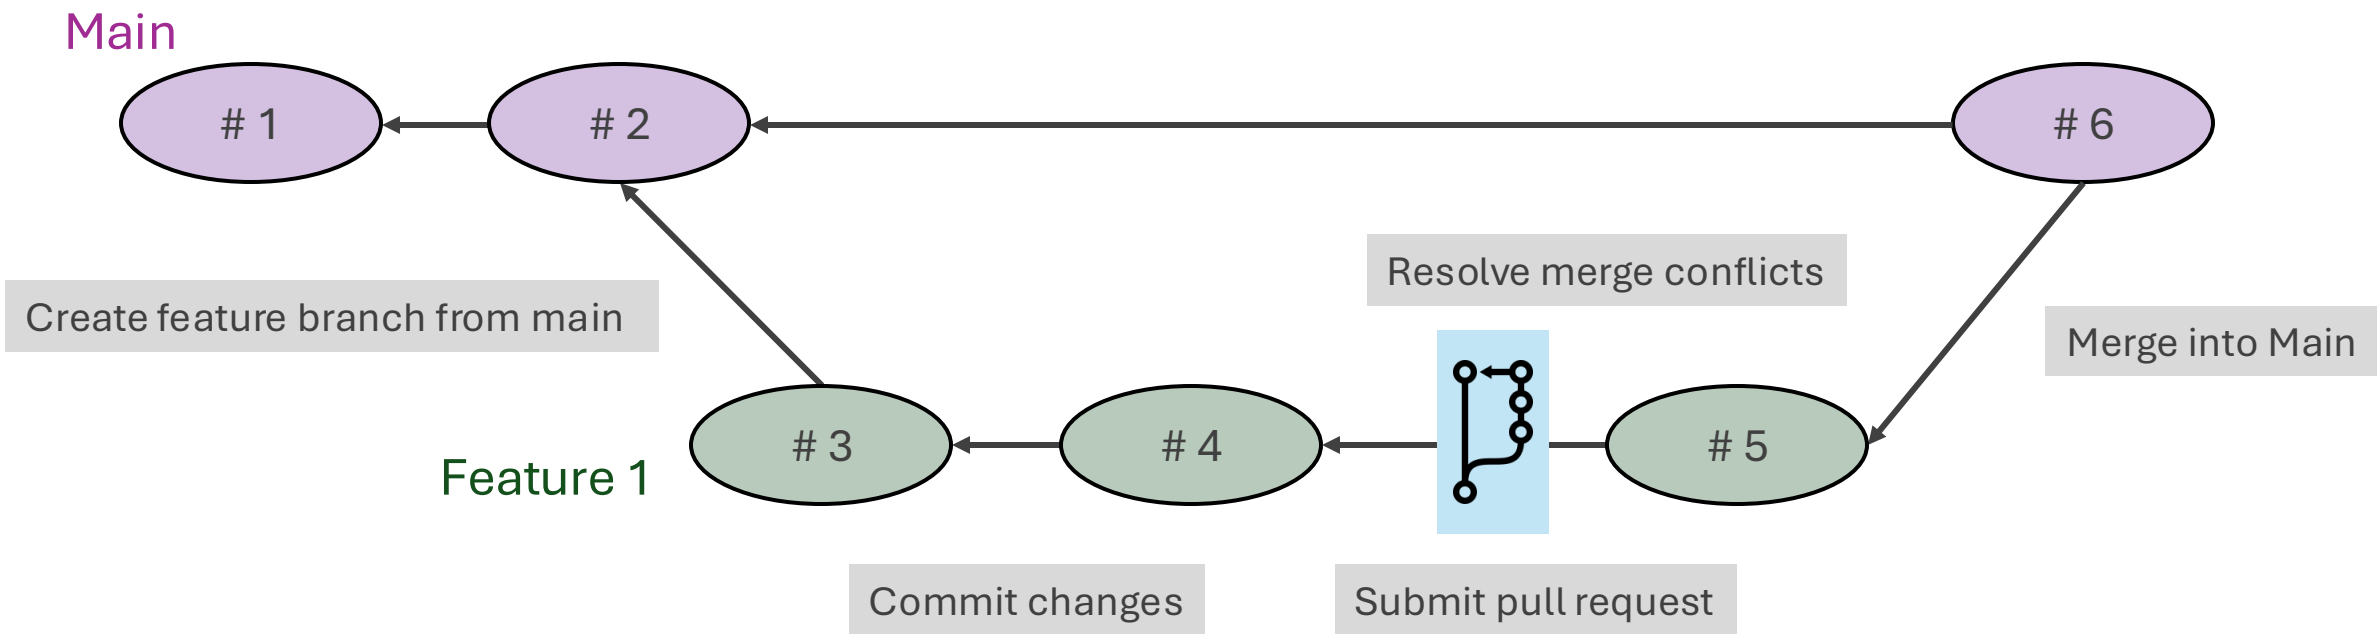 Main
# 1
# 2
# 6
Resolve merge conflicts
Create feature branch from main
Merge into Main
# 3
# 4
# 5
Feature 1
Commit changes
Submit pull request